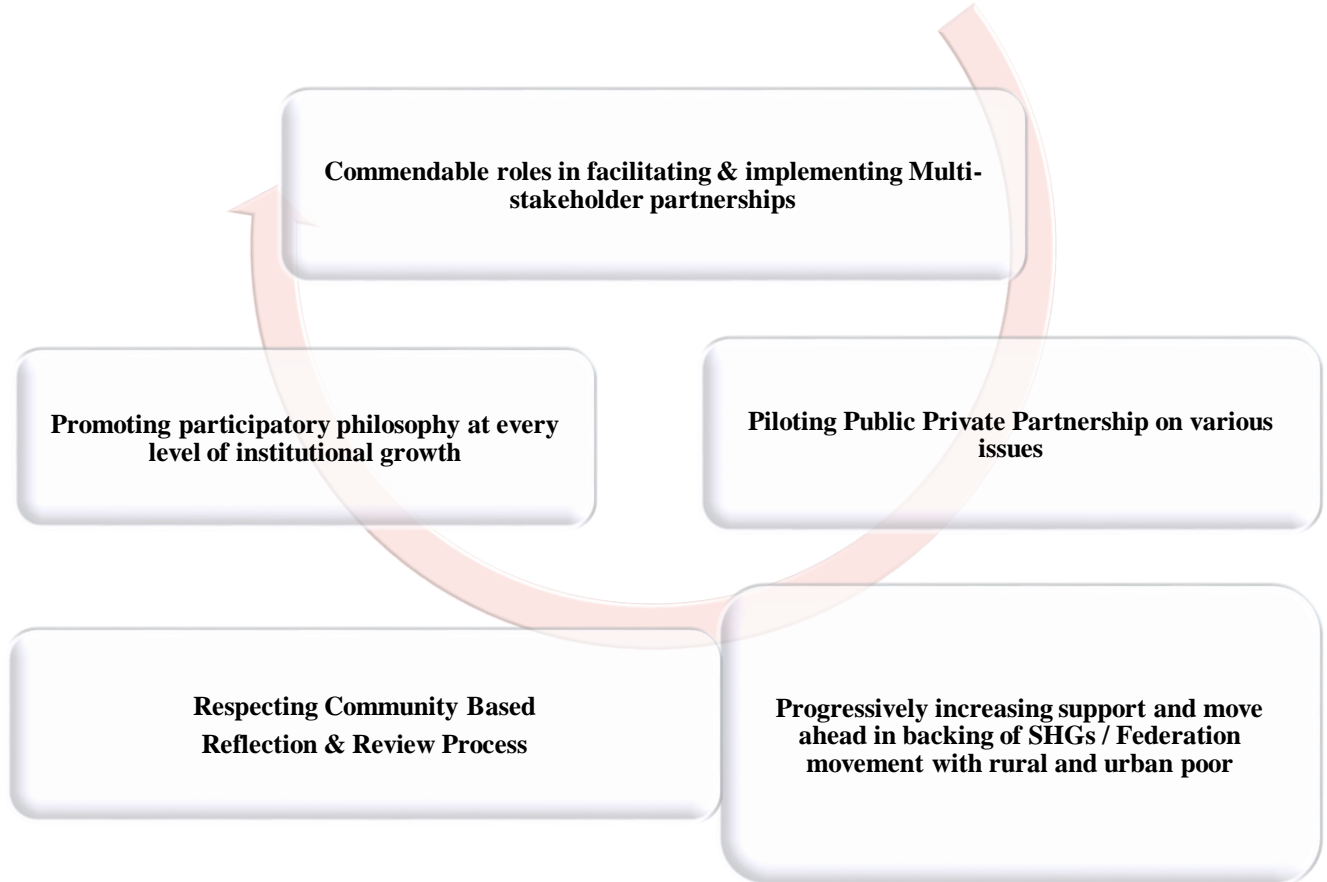 Commendable roles in facilitating & implementing Multi-
stakeholder partnerships
Promoting participatory philosophy at every
level of institutional growth
Piloting Public Private Partnership on various
issues
Respecting Community Based
Reflection & Review Process
Progressively increasing support and move
ahead in backing of SHGs / Federation
movement with rural and urban poor